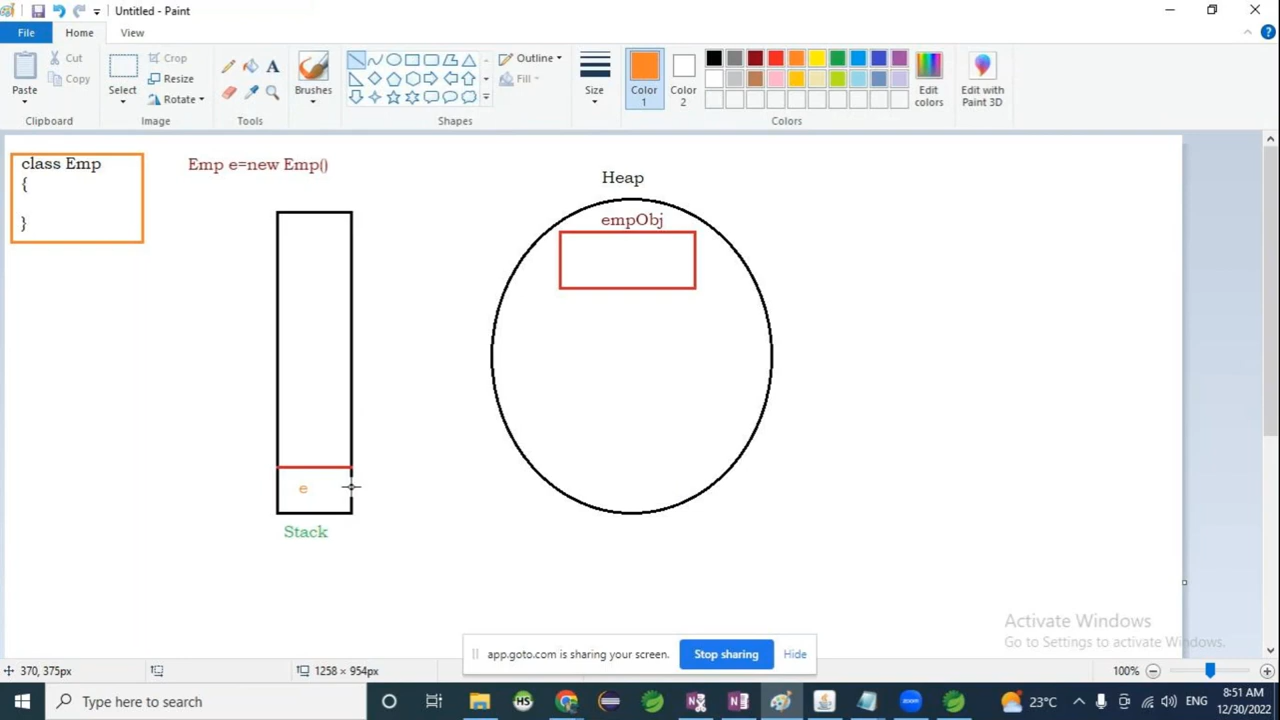 Untitled - Paint
File
Home
View
Paste
Cut
Copy
Clipboard
Select
Crop
Resize
Rotate
Image
A
Tools
Brushes
Shapes
Outline
Fill
Size
Color 1
Color 2
Colors
Edit colors
Edit with Paint 3D
class Emp
{
}
Emp e=new Emp()
Heap
empObj
e
Stack
Activate Windows
Go to Settings to activate Windows.
app.goto.com is sharing your screen.
Stop sharing
Hide
370, 375px
1258 × 954px
100%
Type here to search
HS
zoom
23°C
ENG
8:51 AM
12/30/2022